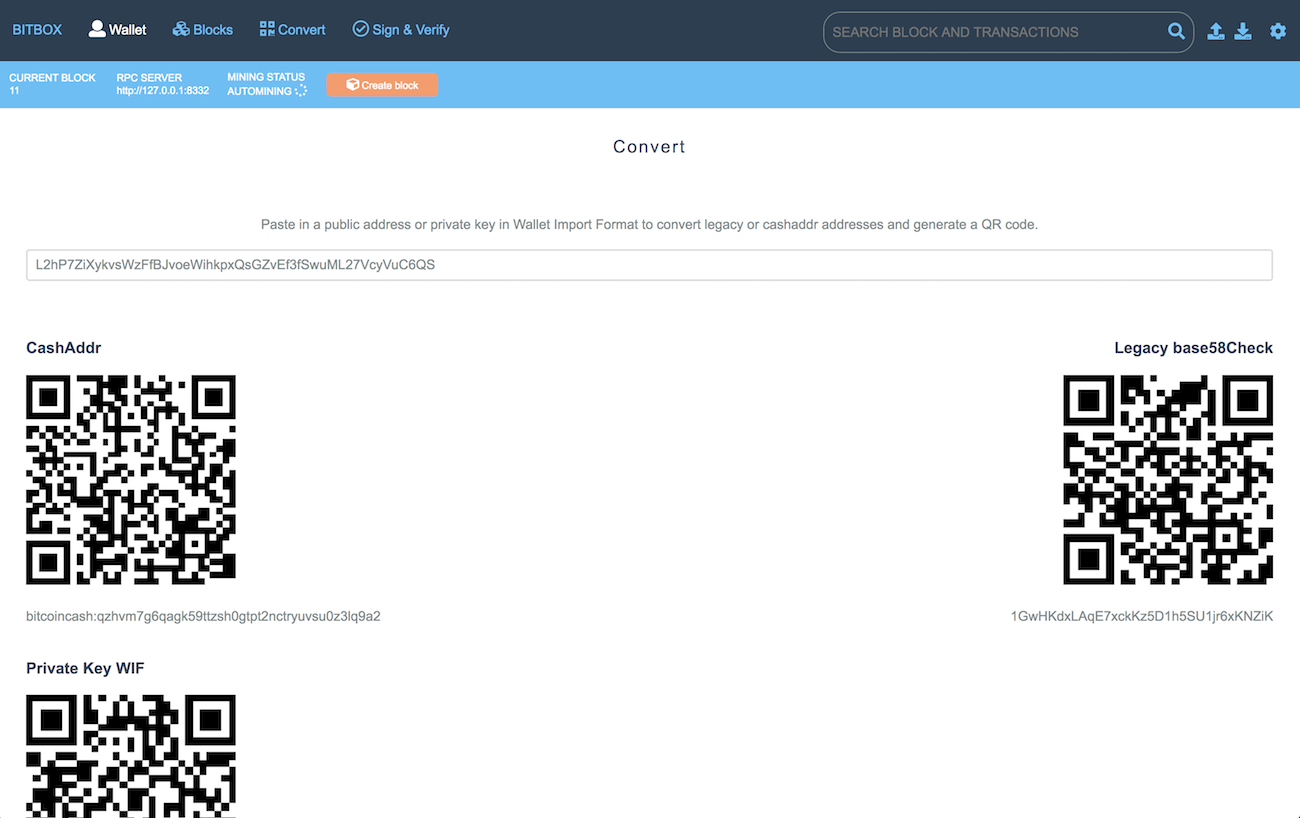 BITBOX Wallet Blocks Convert Sign & Verify SEARCH BLOCK AND TRANSACTIONS
CURRENT BLOCK
11
RPC SERVER
http://127.0.0.1:8332
MINING STATUS
AUTOMINING
Create block
Convert
Paste in a public address or private key in Wallet Import Format to convert legacy or cashaddr addresses and generate a QR code.
L2hP7ZiXykvsWzFfBJvoeWihkpxQsGZvEf3fSwuML27VcyVuC6QS
CashAddr
Legacy base58Check
bitcoincash:qzhvm7g6qagk59ttzsh0gtpt2nctryuvsu0z3lq9a2
1GwHKdxLAqE7xckKz5D1h5SU1jr6xKNZiK
Private Key WIF